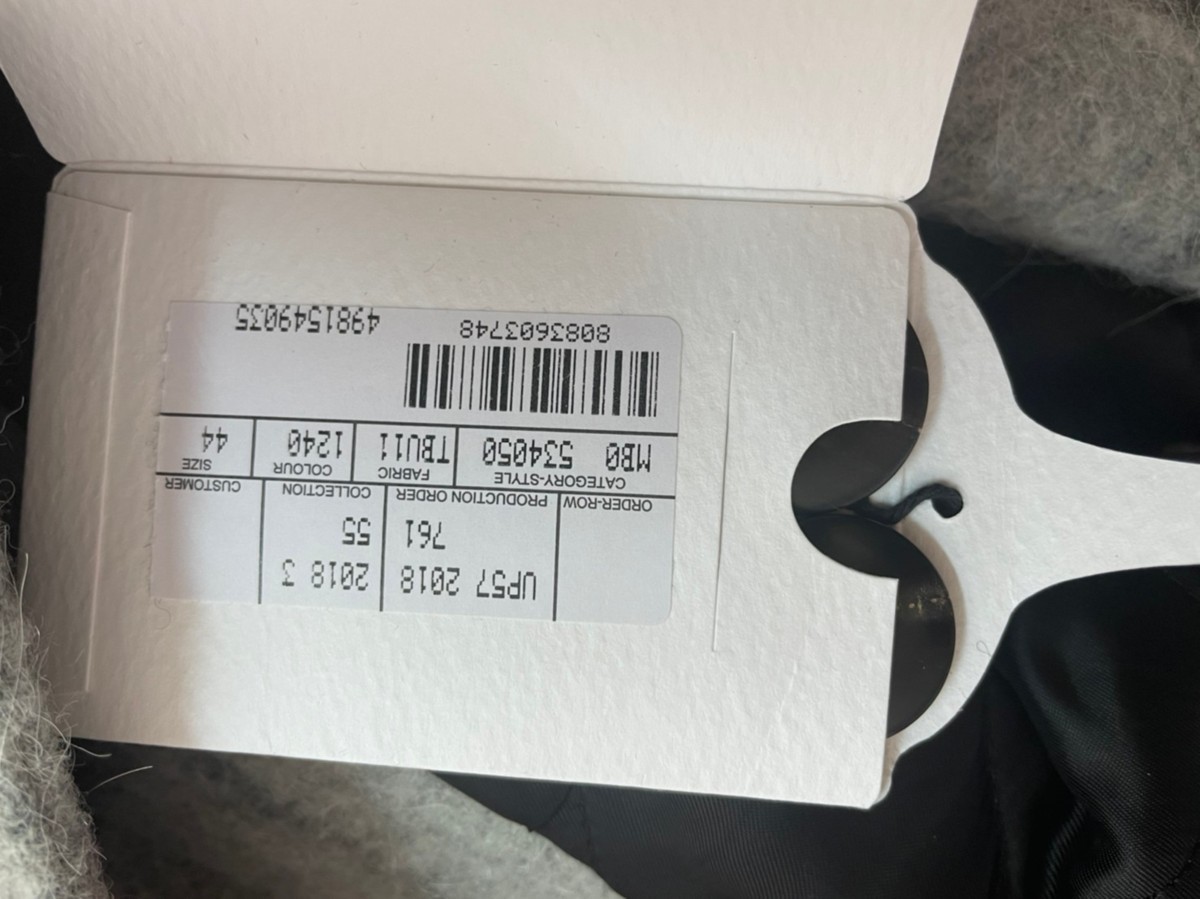 UP57 2018 2018 3
761 55
ORDER-ROW PRODUCTION ORDER COLLECTION CUSTOMER
CATEGORY-STYLE FABRIC COLOUR SIZE
MB0 534050 TBU11 1240 44
8083603748 4981549035